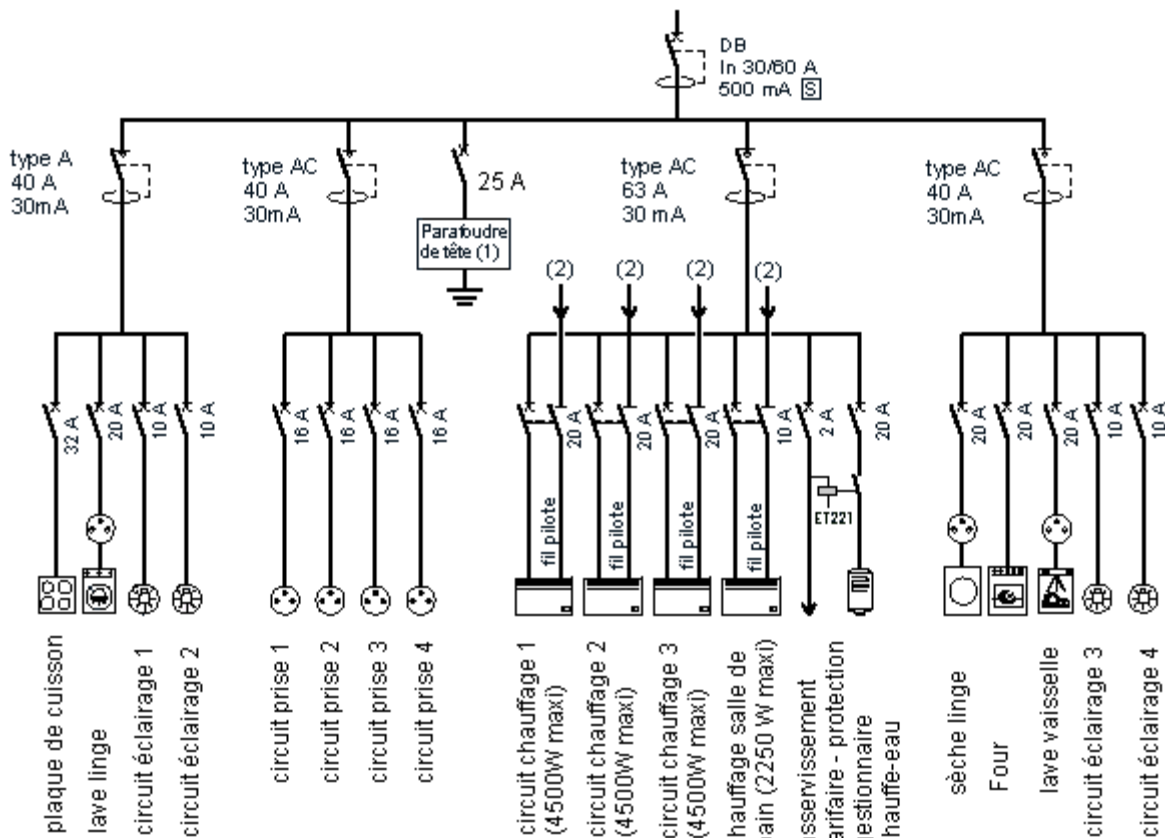 DB
In 30/60 A
500 mA S
type A
40 A
30mA
type AC
40 A
30mA
25 A
Parafoudre
de tête (1)
type AC
63 A
30 mA
type AC
40 A
30mA
(2)
(2)
(2)
(2)
32 A
20 A
10 A
10 A
16 A
16 A
16 A
16 A
20 A
20 A
20 A
10 A
2 A
20 A
20 A
20 A
20 A
10 A
10 A
fil pilote
fil pilote
fil pilote
fil pilote
ET221
plaque de cuisson
lave linge
circuit éclairage 1
circuit éclairage 2
circuit prise 1
circuit prise 2
circuit prise 3
circuit prise 4
circuit chauffage 1
(4500W maxi)
circuit chauffage 2
(4500W maxi)
circuit chauffage 3
(4500W maxi)
hauffage salle de
ain (2250 W maxi)
sservissement
arifaire - protection
estionnaire
hauffe-eau
sèche linge
Four
lave vaisselle
circuit éclairage 3
circuit éclairage 4